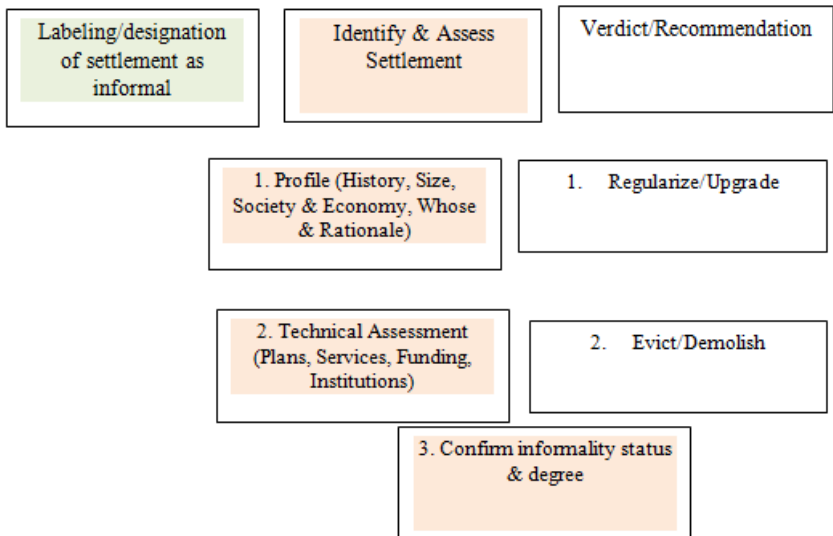 Labeling/designation
of settlement as
informal
Identify & Assess
Settlement
Verdict/Recommendation
1. Profile (History, Size,
Society & Economy, Whose
& Rationale)
1. Regularize/Upgrade
2. Technical Assessment
(Plans, Services, Funding,
Institutions)
2. Evict/Demolish
3. Confirm informality status
& degree